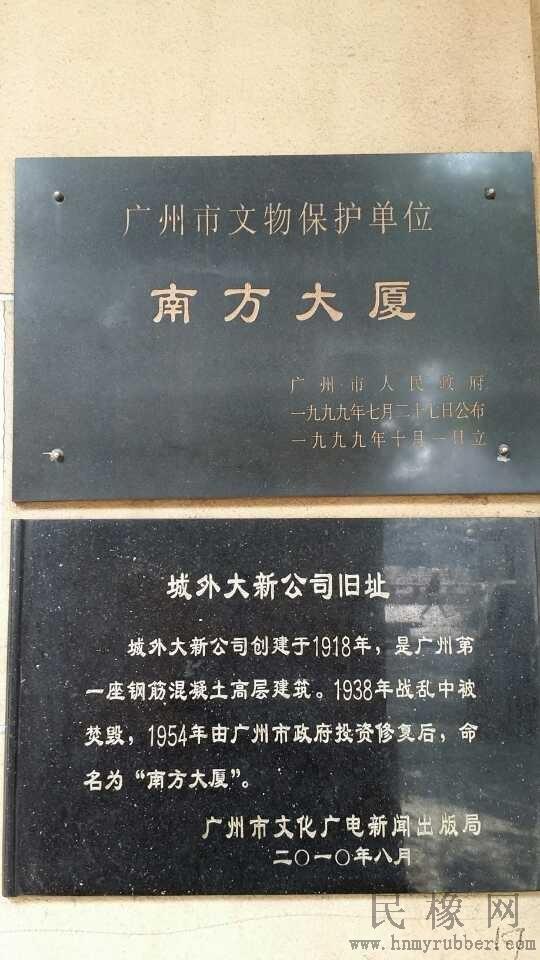 广州市文物保护单位
南方大厦
广州市人民政府
一九九九年七月二十七日公布
一九九九年十月一日立
城外大新公司旧址
城外大新公司创建于1918年，是广州第
一座钢筋混凝土高层建筑。1938年战乱中被
焚毁，1954年由广州市政府投资修复后，命
名为“南方大厦”。
广州市文化广电新闻出版局
二〇一〇年八月
民橡网
www.hnmyrubber.com